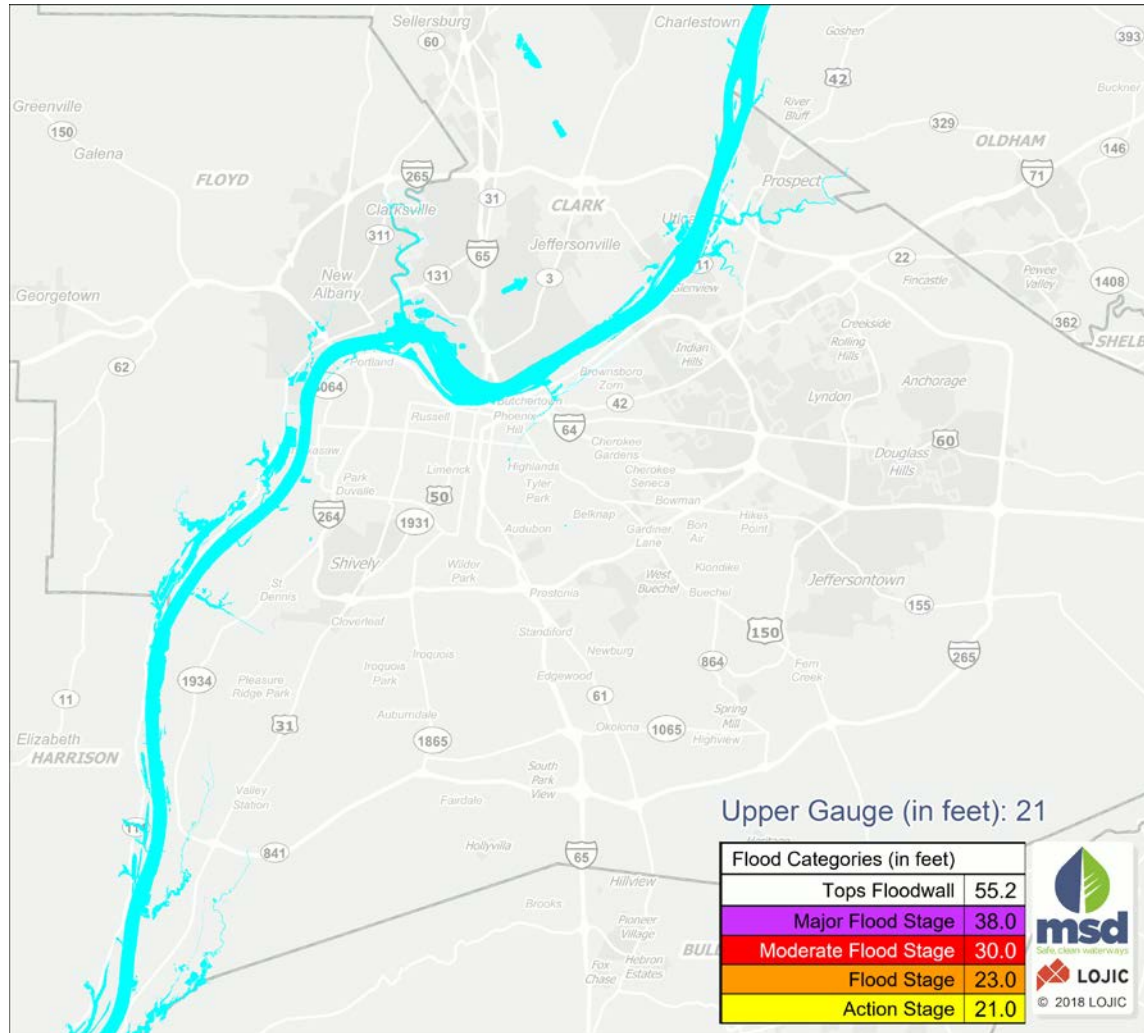 Sellersburg
60
Charlestown
Goshen
393
42
Buckner
Greenville
150
Galena
River
Bluff
329
OLDHAM
146
FLOYD
265
71
Prospect
31
CLARK
Clarksville
Utica
311
65
Jeffersonville
22
131
3
11
Fincastle
Pewee
Valley
1408
Georgetown
New
Albany
Glenview
362
SHELB
Creekside
Rolling
Hills
Indian
Hills
62
Portland
Brownsboro
Zorn
Anchorage
42
Lyndon
Butchertown
Russell
Phoenix
Hill
64
60
Cherokee
Gardens
Douglass
Hills
Park
Duvalle
Limerick
Highlands
Tyler
Park
Cherokee
Seneca
50
Bowman
264
1931
Audubon
Belknap
Gardiner
Lane
Bon
Air
Hikes
Point
Shively
Wilder
Park
West
Buechel
Klondike
Buechel
Jeffersontown
St
Dennis
Prestonia
155
Cloverleaf
Standiford
150
Iroquois
Iroquois
Park
Newburg
864
265
1934
Pleasure
Ridge Park
Edgewood
Fern
Creek
11
61
Spring
Mill
31
Auburndale
Okolona
1065
Highview
Elizabeth
HARRISON
1865
South
Park
View
Valley
Station
Fairdale
11
841
Hollyvilla
65
Hillview
Brooks
Pioneer
Village
Fox
Chase
Hebron
Estates
BULL
Upper Gauge (in feet): 21
Flood Categories (in feet)
Tops Floodwall 55.2
Major Flood Stage 38.0
Moderate Flood Stage 30.0
Flood Stage 23.0
Action Stage 21.0
msd
Safe, clean waterways
LOJIC
© 2018 LOJIC